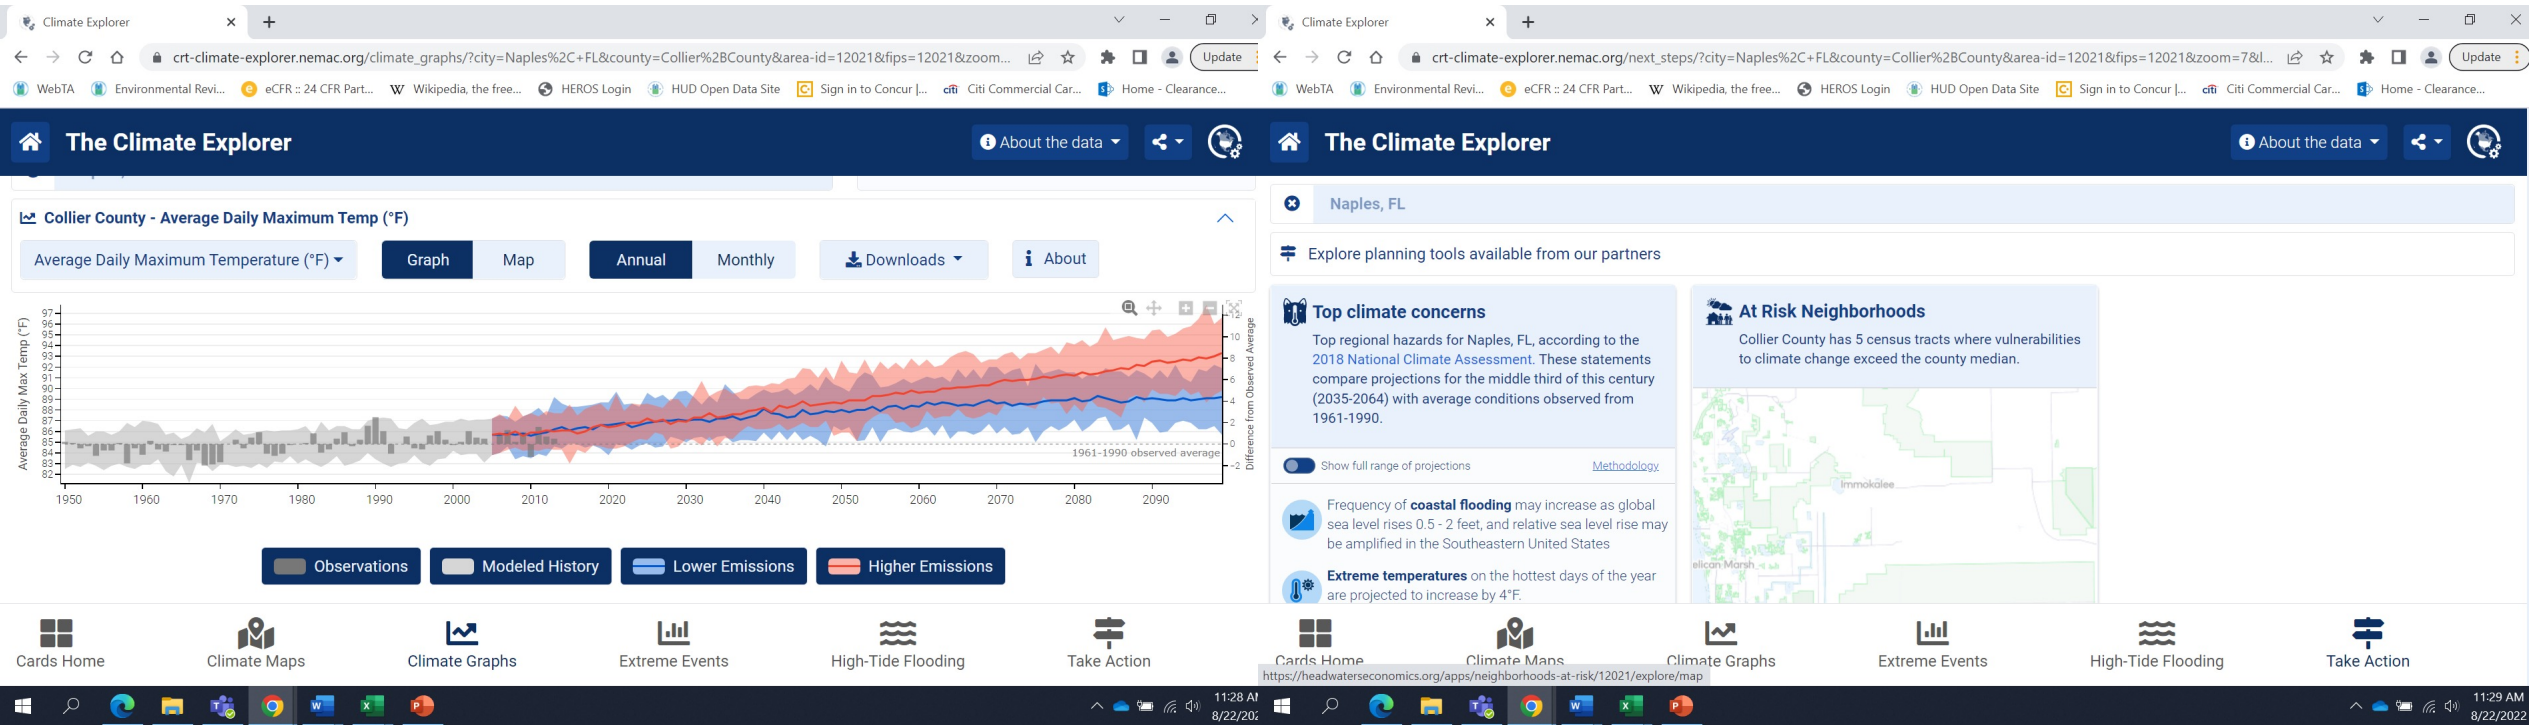 Climate Explorer
crt-climate-explorer.nemac.org/climate_graphs/?city=Naples%2C+FL&county=Collier%2BCounty&area-id=12021&fips=12021&zoom...
Update
WebTA
Environmental Revi...
eCFR :: 24 CFR Part...
Wikipedia, the free...
HEROS Login
HUD Open Data Site
Sign in to Concur |...
citi Citi Commercial Car...
Home - Clearance...
The Climate Explorer
About the data
Collier County - Average Daily Maximum Temp (°F)
Average Daily Maximum Temperature (°F)
Graph
Map
Annual
Monthly
Downloads
About
Average Daily Max Temp (°F)
97
96
95
94
93
92
91
90
89
88
87
86
85
84
83
82
12
10
8
6
4
2
0
-2
Difference from Observed Average
1961-1990 observed average
1950 1960 1970 1980 1990 2000 2010 2020 2030 2040 2050 2060 2070 2080 2090
Observations
Modeled History
Lower Emissions
Higher Emissions
Cards Home
Climate Maps
Climate Graphs
Extreme Events
High-Tide Flooding
Take Action
11:28 A
8/22/202
Climate Explorer
crt-climate-explorer.nemac.org/next_steps/?city=Naples%2C+FL&county=Collier%2BCounty&area-id=12021&fips=12021&zoom=7&l...
Update
WebTA
Environmental Revi...
eCFR :: 24 CFR Part...
Wikipedia, the free...
HEROS Login
HUD Open Data Site
Sign in to Concur |...
citi Citi Commercial Car...
Home - Clearance...
The Climate Explorer
About the data
Naples, FL
Explore planning tools available from our partners
Top climate concerns
Top regional hazards for Naples, FL, according to the
2018 National Climate Assessment. These statements
compare projections for the middle third of this century
(2035-2064) with average conditions observed from
1961-1990.
Show full range of projections
Methodology
Frequency of coastal flooding may increase as global
sea level rises 0.5 - 2 feet, and relative sea level rise may
be amplified in the Southeastern United States
Extreme temperatures on the hottest days of the year
are projected to increase by 4°F.
At Risk Neighborhoods
Collier County has 5 census tracts where vulnerabilities
to climate change exceed the county median.
Immokalee
elican Marsh
Cards Home
Climate Maps
Climate Graphs
Extreme Events
High-Tide Flooding
Take Action
https://headwaterseconomics.org/apps/neighborhoods-at-risk/12021/explore/map
11:29 AM
8/22/2022